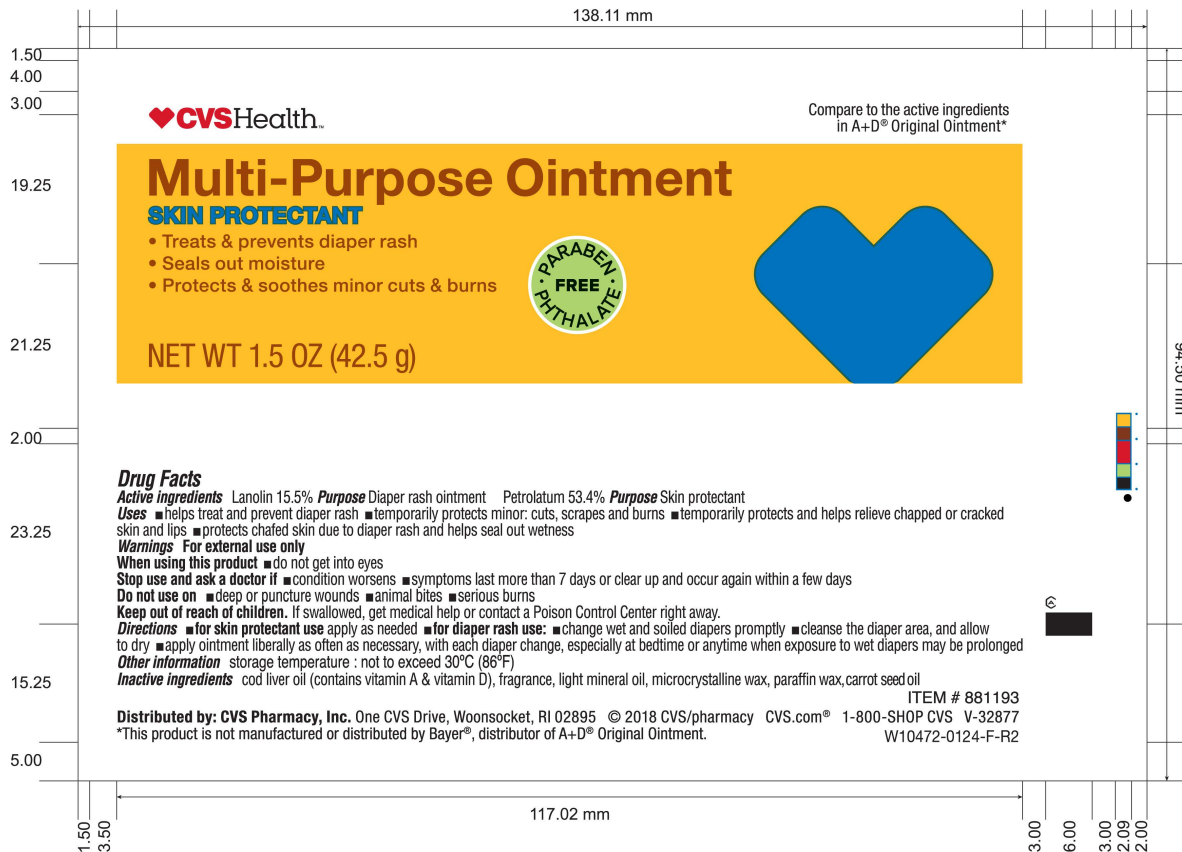 138.11 mm
1.50
4.00
3.00
19.25
21.25
2.00
23.25
15.25
5.00
CVSHealth™
Compare to the active ingredients
in A+D® Original Ointment*
Multi-Purpose Ointment
SKIN PROTECTANT
• Treats & prevents diaper rash
• Seals out moisture
• Protects & soothes minor cuts & burns
• PARABEN •
FREE
PHTHALATE
NET WT 1.5 OZ (42.5 g)
Drug Facts
Active ingredients Lanolin 15.5% Purpose Diaper rash ointment Petrolatum 53.4% Purpose Skin protectant
Uses ■helps treat and prevent diaper rash ■temporarily protects minor: cuts, scrapes and burns ■temporarily protects and helps relieve chapped or cracked
skin and lips ■protects chafed skin due to diaper rash and helps seal out wetness
Warnings For external use only
When using this product ■do not get into eyes
Stop use and ask a doctor if ■condition worsens ■symptoms last more than 7 days or clear up and occur again within a few days
Do not use on ■deep or puncture wounds ■animal bites ■serious burns
Keep out of reach of children. If swallowed, get medical help or contact a Poison Control Center right away.
Directions ■for skin protectant use apply as needed ■for diaper rash use: ■change wet and soiled diapers promptly ■cleanse the diaper area, and allow
to dry ■apply ointment liberally as often as necessary, with each diaper change, especially at bedtime or anytime when exposure to wet diapers may be prolonged
Other information storage temperature : not to exceed 30ºC (86ºF)
Inactive ingredients cod liver oil (contains vitamin A & vitamin D), fragrance, light mineral oil, microcrystalline wax, paraffin wax, carrot seed oil
ITEM # 881193
Distributed by: CVS Pharmacy, Inc. One CVS Drive, Woonsocket, RI 02895 © 2018 CVS/pharmacy CVS.com® 1-800-SHOP CVS V-32877
*This product is not manufactured or distributed by Bayer®, distributor of A+D® Original Ointment.
W10472-0124-F-R2
117.02 mm
1.50
3.50
3.00
6.00
3.00
2.09
2.00